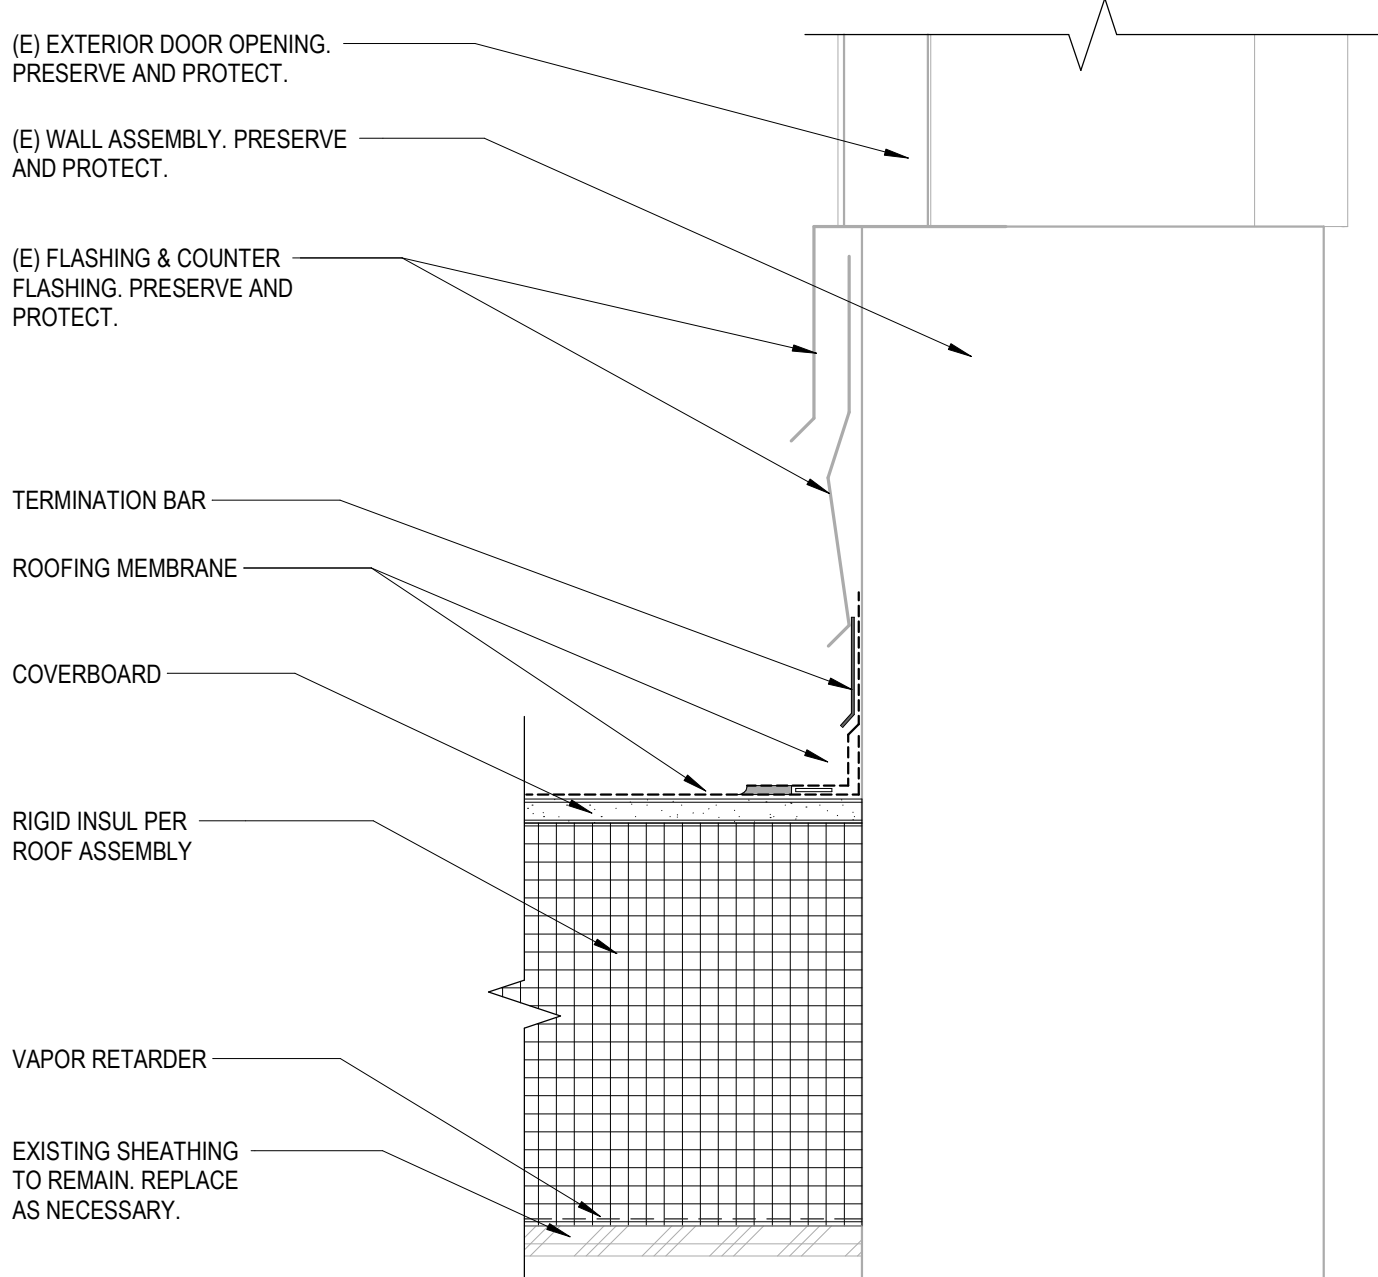 (E) EXTERIOR DOOR OPENING.
PRESERVE AND PROTECT.
(E) WALL ASSEMBLY. PRESERVE
AND PROTECT.
(E) FLASHING & COUNTER
FLASHING. PRESERVE AND
PROTECT.
TERMINATION BAR
ROOFING MEMBRANE
COVERBOARD
RIGID INSUL PER
ROOF ASSEMBLY
VAPOR RETARDER
EXISTING SHEATHING
TO REMAIN. REPLACE
AS NECESSARY.